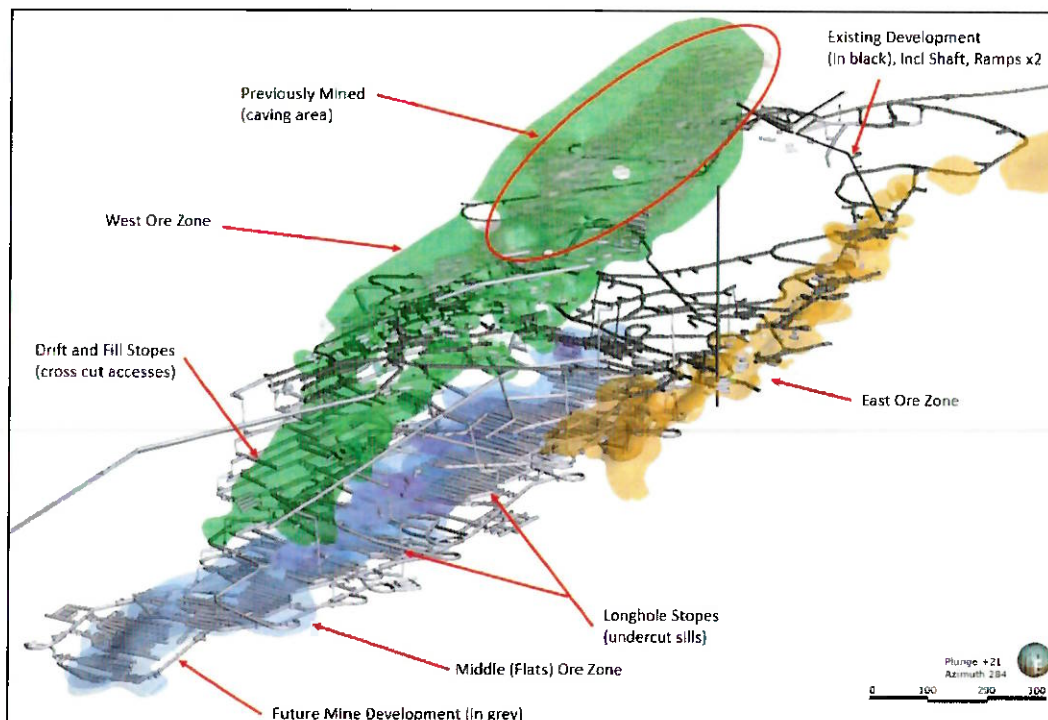 Existing Development
(In black), Incl Shaft, Ramps x2
Previously Mined
(caving area)
West Ore Zone
Drift and Fill Stopes
(cross cut accesses)
East Ore Zone
Longhole Stopes
(undercut sills)
Middle (Flats) Ore Zone
Future Mine Development (In grey)
Plunge +21
Azimuth 284
0 100 200 300